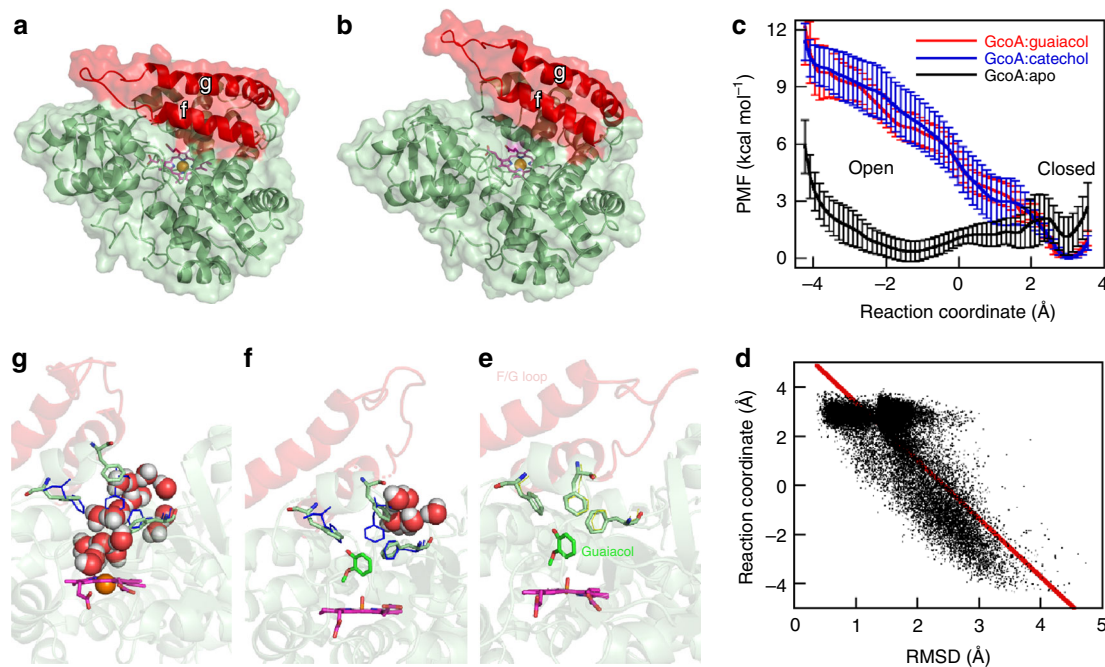 a
g
f
b
g
f
c
12
9
6
3
0
PMF (kcal mol⁻¹)
GcoA:guaiacol
GcoA:catechol
GcoA:apo
Open
Closed
–4
–2
0
2
4
Reaction coordinate (Å)
g
f
Guaiacol
e
F/G loop
d
4
2
0
–2
–4
Reaction coordinate (Å)
0
1
2
3
4
5
RMSD (Å)